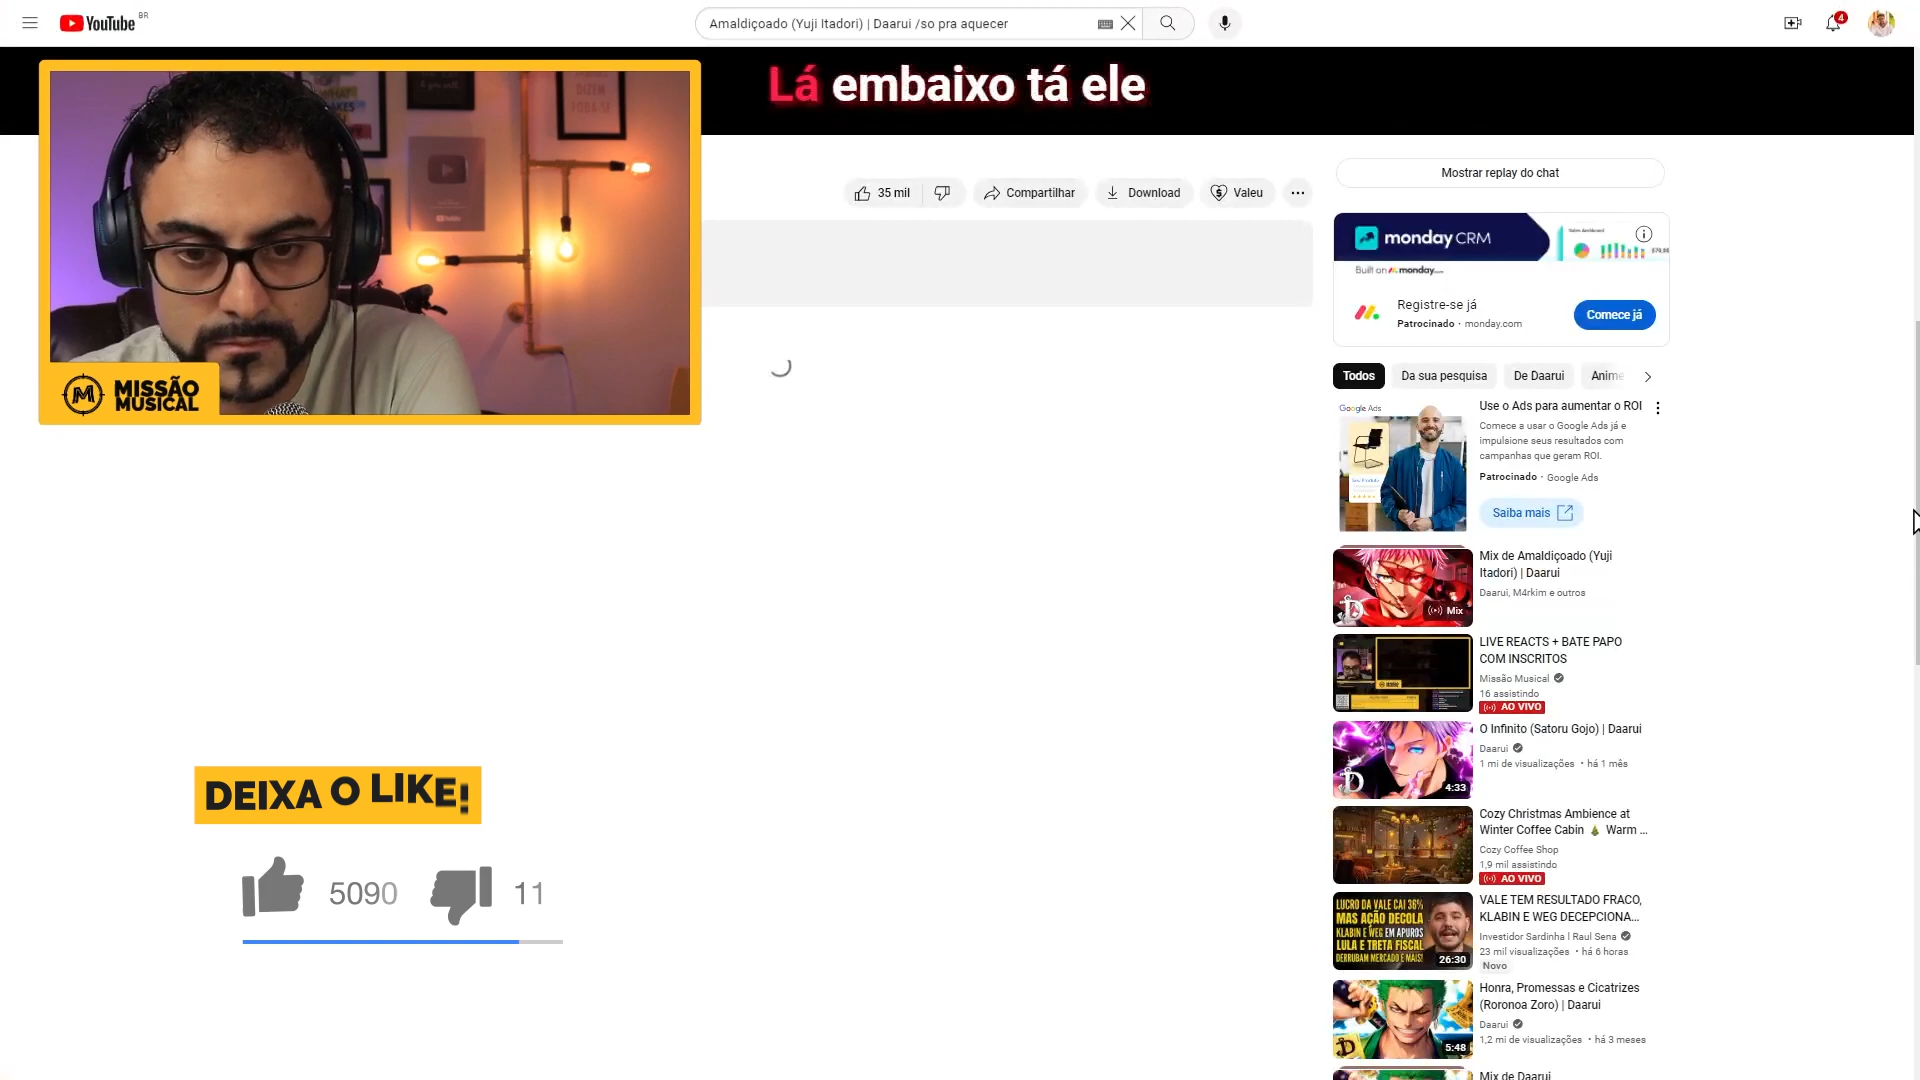 YouTube BR
Amaldiçoado (Yuji Itadori) | Daarui /so pra aquecer
4
Lá embaixo tá ele
DIZEM
MISSÃO
MUSICAL
35 mil
Compartilhar
Download
Valeu
Mostrar replay do chat
monday CRM
Built on monday.com
Registre-se já
Patrocinado · monday.com
Comece já
Todos
Da sua pesquisa
De Daarui
Anime
Google Ads
Use o Ads para aumentar o ROI
Comece a usar o Google Ads já e
impulsione seus resultados com
campanhas que geram ROI.
Patrocinado · Google Ads
Saiba mais
Mix de Amaldiçoado (Yuji
Itadori) | Daarui
Daarui, M4rkim e outros
Mix
LIVE REACTS + BATE PAPO
COM INSCRITOS
Missão Musical
16 assistindo
AO VIVO
O Infinito (Satoru Gojo) | Daarui
Daarui
1 mi de visualizações • há 1 mês
4:33
Cozy Christmas Ambience at
Winter Coffee Cabin 🎄 Warm ...
Cozy Coffee Shop
1,9 mil assistindo
AO VIVO
LUCRO DA VALE CAI 36%
MAS AÇÃO DECOLA
KLABIN E WEG EM APUROS
LULA E TRETA FISCAL
DERRUBAM MERCADO E MAIS!
26:30
VALE TEM RESULTADO FRACO,
KLABIN E WEG DECEPCIONA...
Investidor Sardinha | Raul Sena
23 mil visualizações • há 6 horas
Novo
Honra, Promessas e Cicatrizes
(Roronoa Zoro) | Daarui
Daarui
1,2 mi de visualizações • há 3 meses
5:48
Mix de Daarui
DEIXA O LIKE!
5090
11